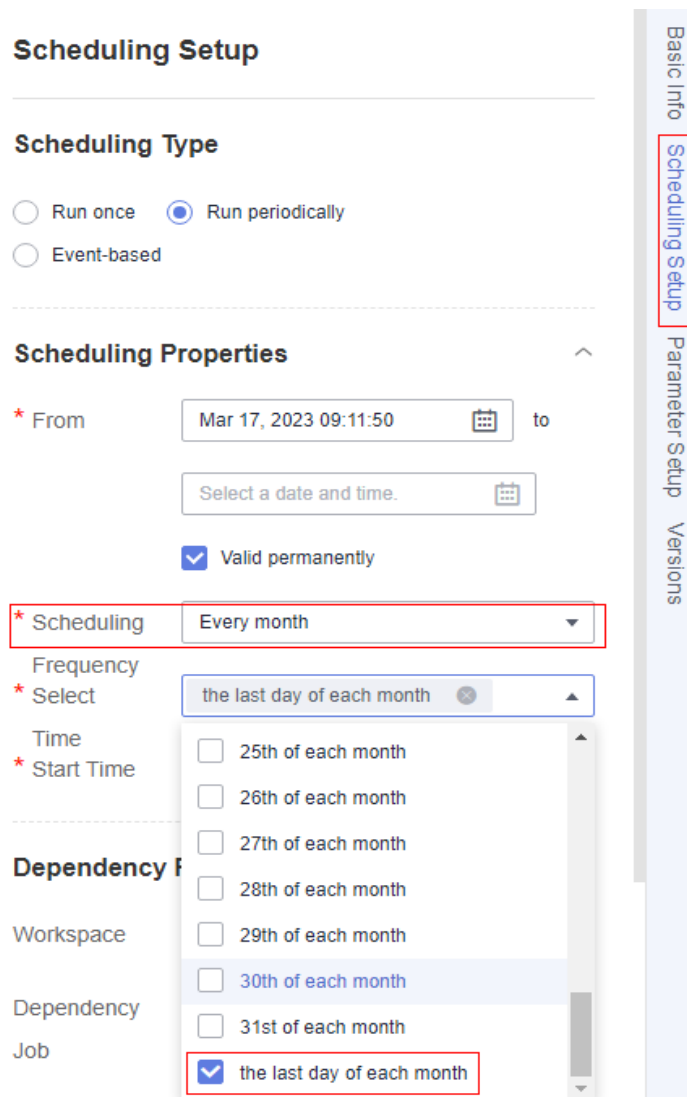 Scheduling Setup
Scheduling Type
Run once Run periodically
Event-based
Scheduling Properties
* From Mar 17, 2023 09:11:50 to
Select a date and time.
Valid permanently
* Scheduling Every month
Frequency
* Select the last day of each month
Time
* Start Time
25th of each month
26th of each month
27th of each month
28th of each month
29th of each month
30th of each month
31st of each month
the last day of each month
Dependency
Workspace
Dependency
Job
Basic Info
Scheduling Setup
Parameter Setup
Versions